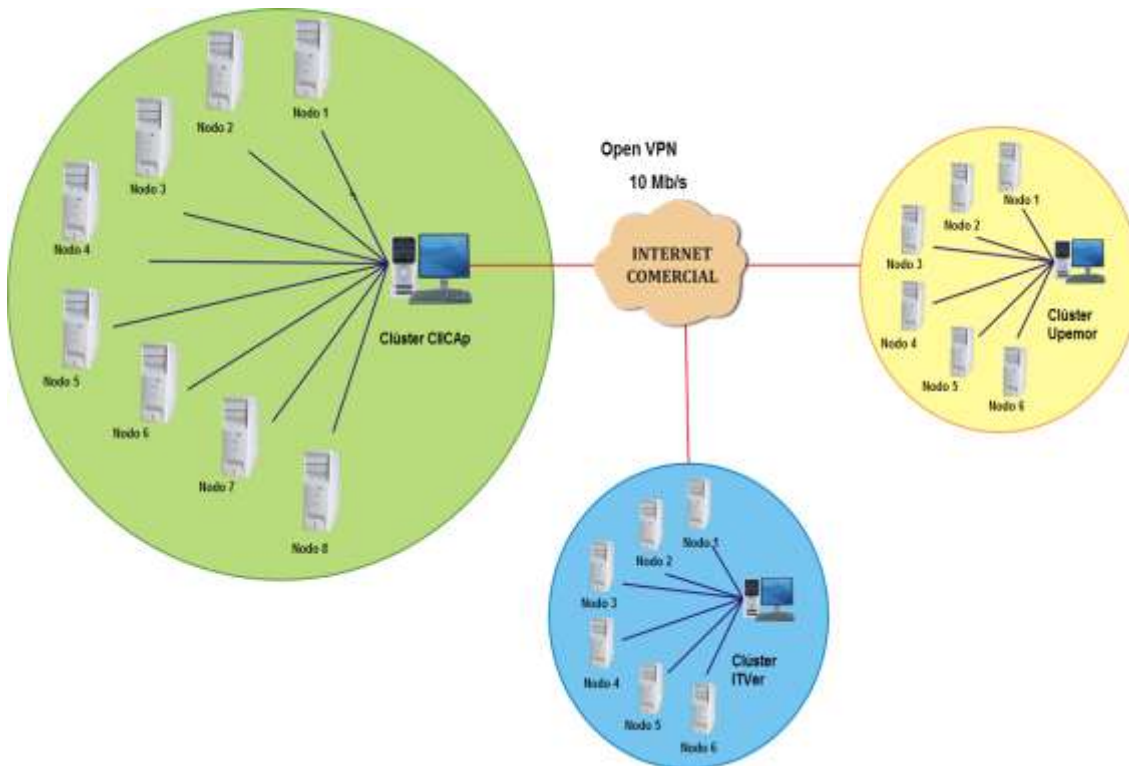 Nodo 1
Nodo 2
Nodo 3
Nodo 4
Nodo 5
Nodo 6
Nodo 7
Nodo 8
Clúster CIICAp
Open VPN
10 Mb/s
INTERNET
COMERCIAL
Nodo 1
Nodo 2
Nodo 3
Nodo 4
Nodo 5
Nodo 6
Clúster
Upemor
Nodo 1
Nodo 2
Nodo 3
Nodo 4
Nodo 5
Nodo 6
Clúster
ITVer